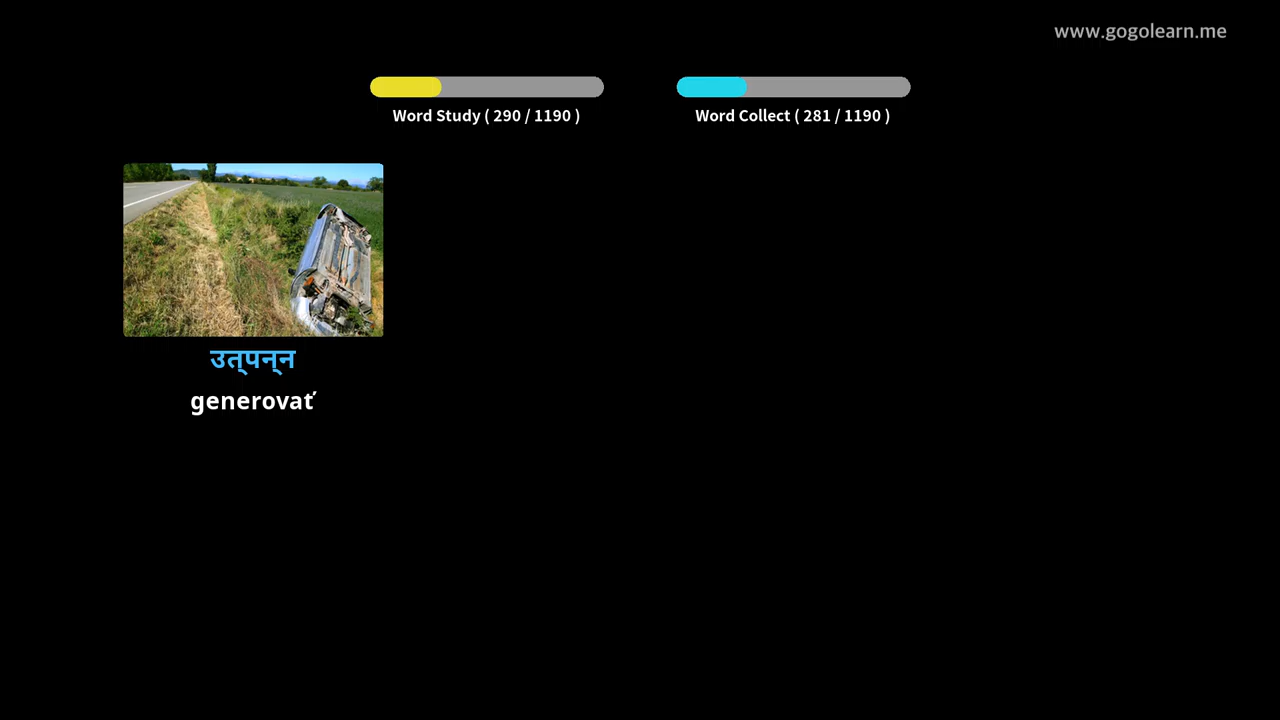 www.gogolearn.me
Word Study ( 290 / 1190 )
Word Collect ( 281 / 1190 )
उत्पन्न
generovať